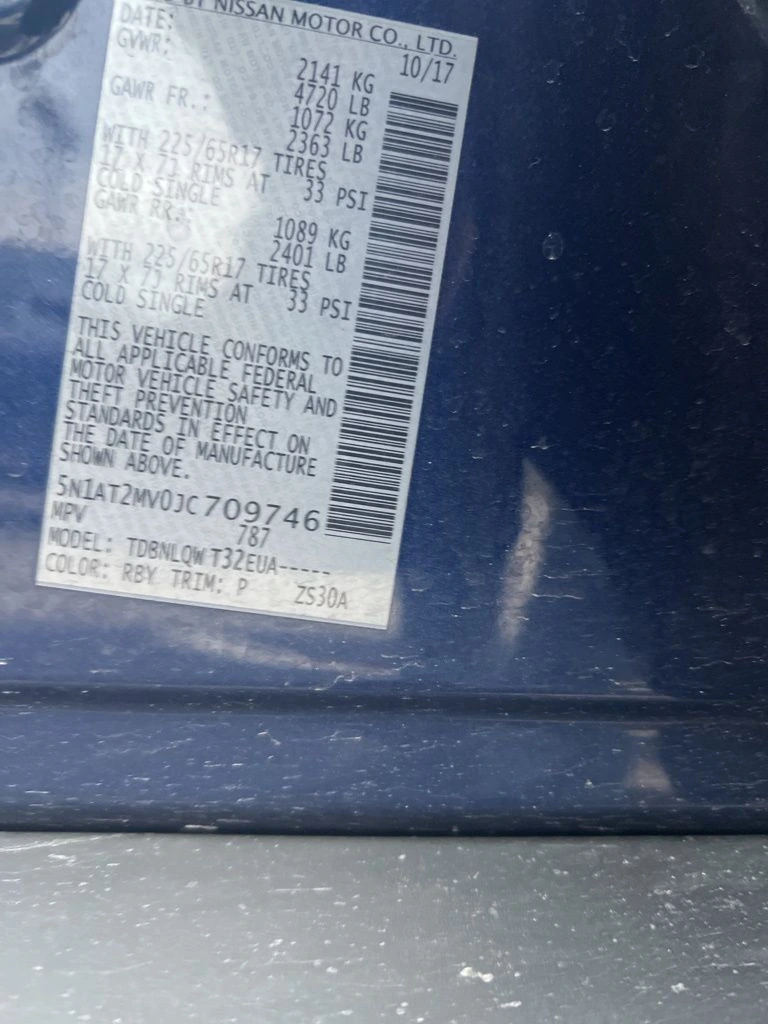 BY NISSAN MOTOR CO., LTD.
DATE: 10/17
GVWR: 2141 KG
4720 LB
GAWR FR.: 1072 KG
2363 LB
WITH 225/65R17 TIRES
17 X 7J RIMS AT 33 PSI
COLD SINGLE
GAWR RR.: 1089 KG
2401 LB
WITH 225/65R17 TIRES
17 X 7J RIMS AT 33 PSI
COLD SINGLE
THIS VEHICLE CONFORMS TO
ALL APPLICABLE FEDERAL
MOTOR VEHICLE SAFETY AND
THEFT PREVENTION
STANDARDS IN EFFECT ON
THE DATE OF MANUFACTURE
SHOWN ABOVE.
5N1AT2MV0JC709746
MPV 787
MODEL: TDBNLQWT32EUA-----
COLOR: RBY TRIM: P ZS30A